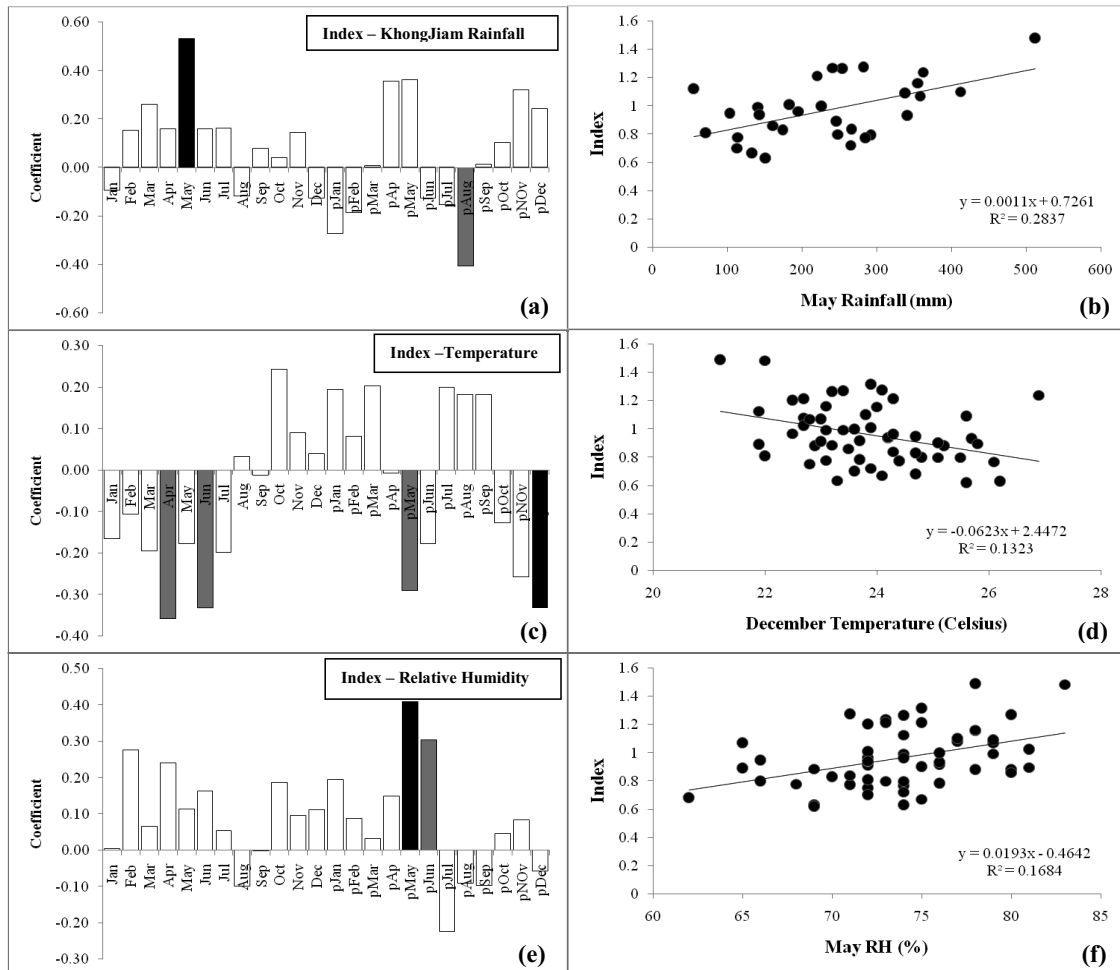 Index – KhongJiam Rainfall
Coefficient
0.60
0.40
0.20
0.00
-0.20
-0.40
-0.60
Jan Feb Mar Apr May Jun Jul Aug Sep Oct Nov Dec pJan pFeb pMar pAp pMay pJun pJul pAug pSep pOct pNOv pDec
(a)
Index
1.6
1.4
1.2
1
0.8
0.6
0.4
0.2
0
y = 0.0011x + 0.7261
R² = 0.2837
0 100 200 300 400 500 600
May Rainfall (mm)
(b)
Index –Temperature
Coefficient
0.30
0.20
0.10
0.00
-0.10
-0.20
-0.30
-0.40
Jan Feb Mar Apr May Jun Jul Aug Sep Oct Nov Dec pJan pFeb pMar pAp pMay pJun pJul pAug pSep pOct pNOv
(c)
Index
1.6
1.4
1.2
1
0.8
0.6
0.4
0.2
0
y = -0.0623x + 2.4472
R² = 0.1323
20 22 24 26 28
December Temperature (Celsius)
(d)
Index – Relative Humidity
Coefficient
0.50
0.40
0.30
0.20
0.10
0.00
-0.10
-0.20
-0.30
Jan Feb Mar Apr May Jun Jul Aug Sep Oct Nov Dec pJan pFeb pMar pAp pMay pJun pJul pAug pSep pOct pNOv pDec
(e)
Index
1.6
1.4
1.2
1
0.8
0.6
0.4
0.2
0
y = 0.0193x - 0.4642
R² = 0.1684
60 65 70 75 80 85
May RH (%)
(f)